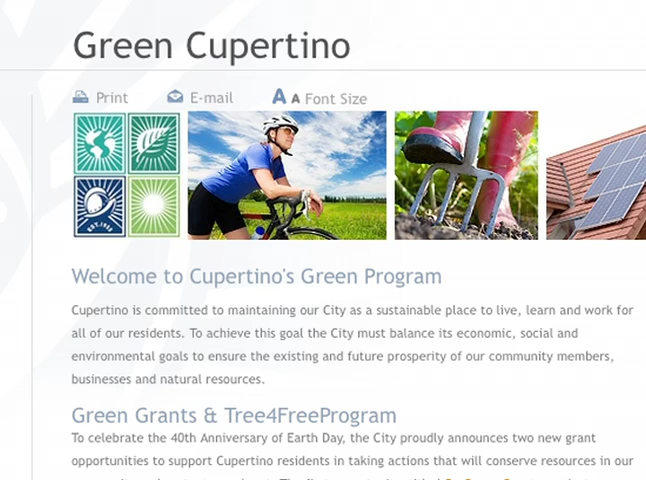 Green Cupertino
Print E-mail A A Font Size
EST. 1955
Welcome to Cupertino's Green Program
Cupertino is committed to maintaining our City as a sustainable place to live, learn and work for
all of our residents. To achieve this goal the City must balance its economic, social and
environmental goals to ensure the existing and future prosperity of our community members,
businesses and natural resources.
Green Grants & Tree4FreeProgram
To celebrate the 40th Anniversary of Earth Day, the City proudly announces two new grant
opportunities to support Cupertino residents in taking actions that will conserve resources in our